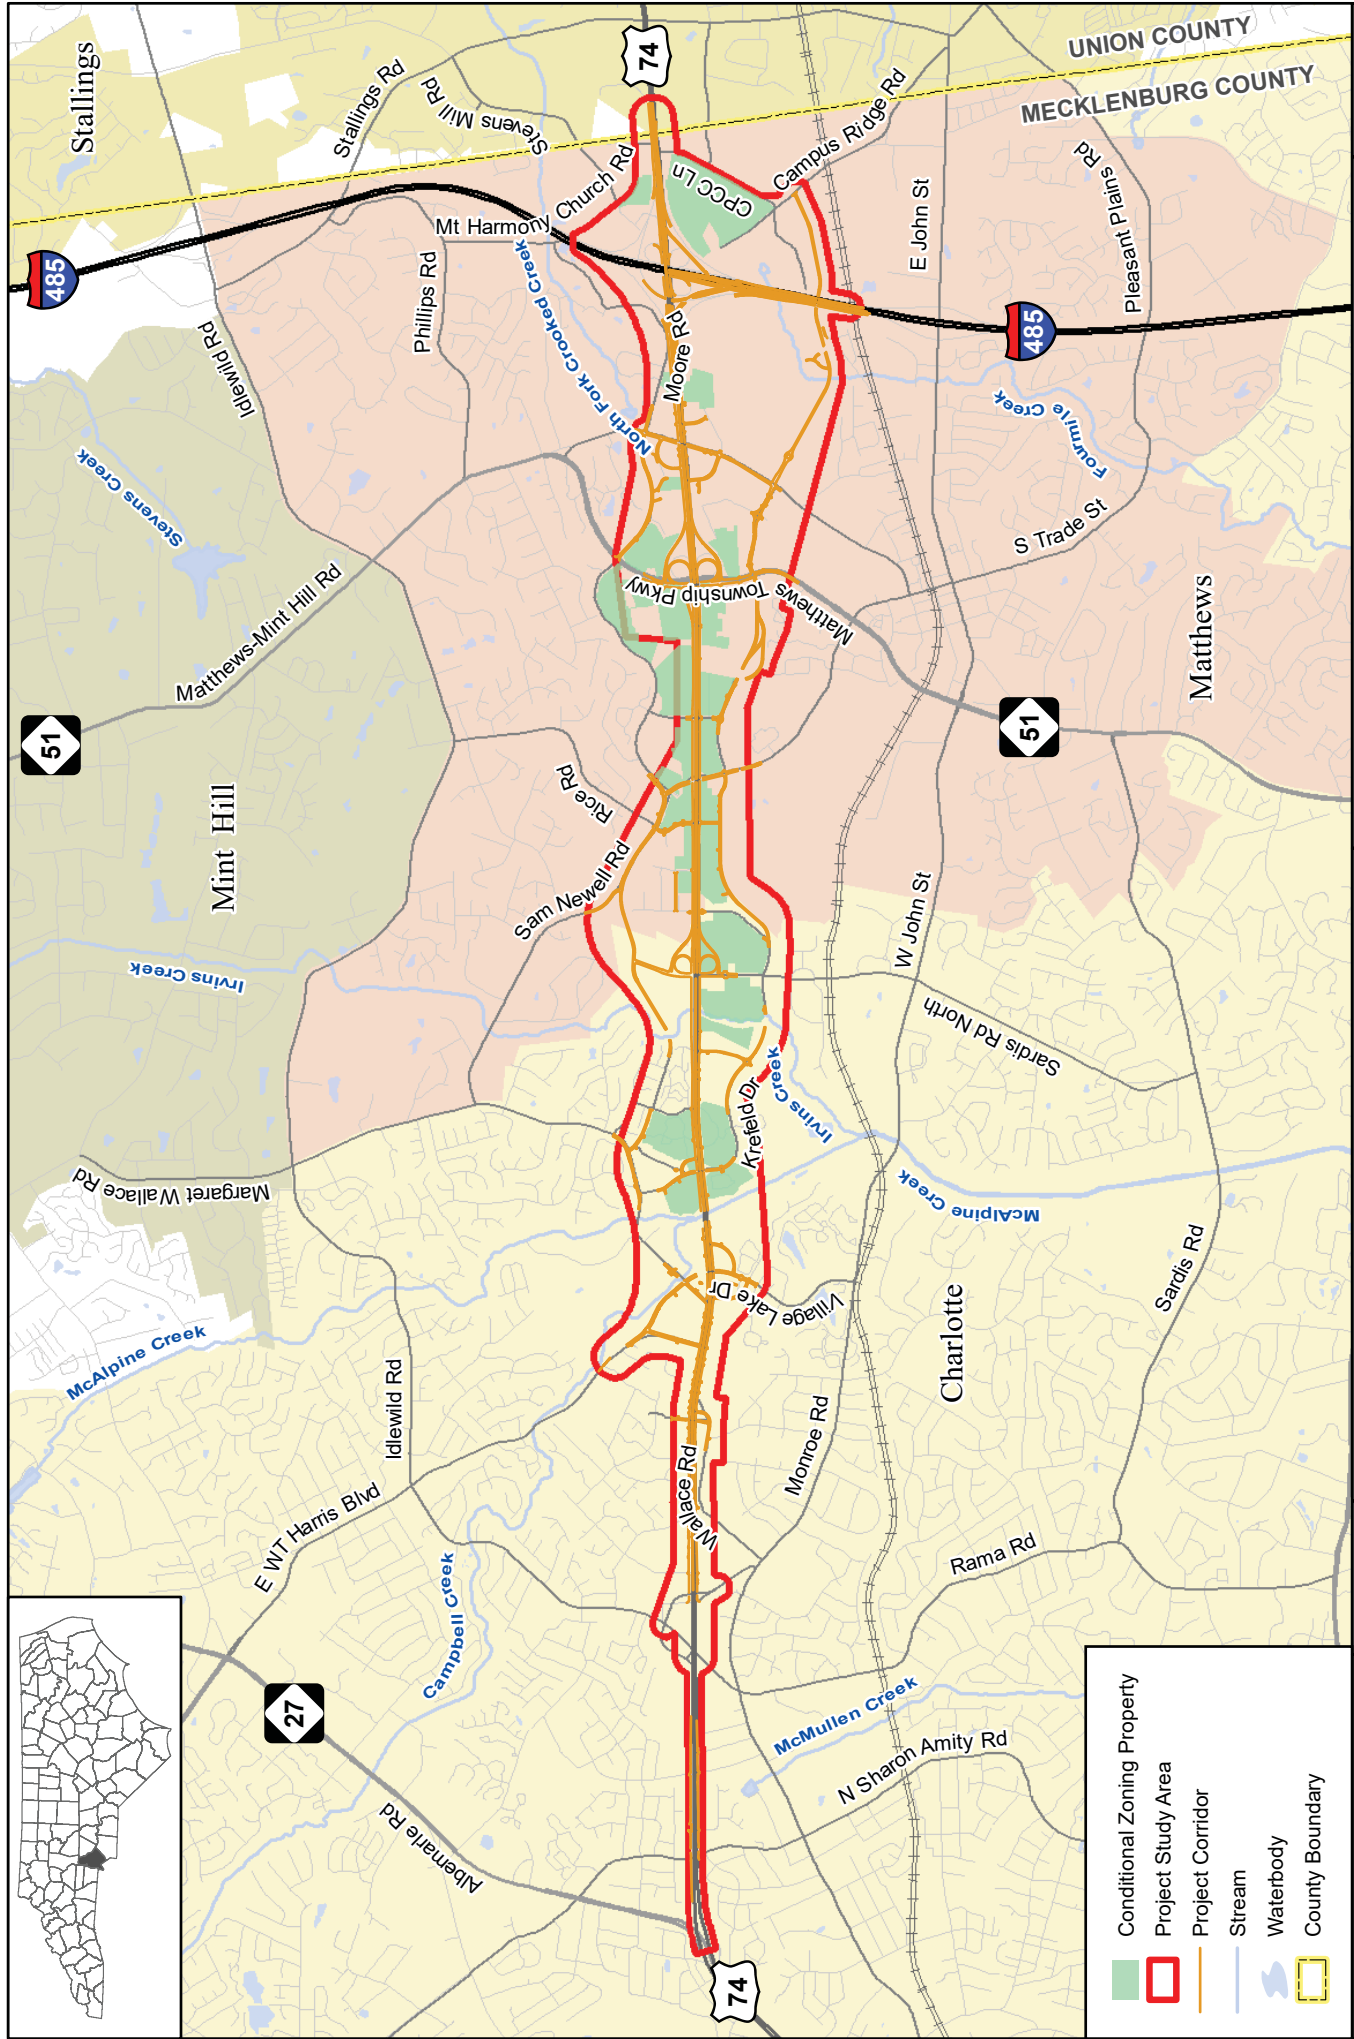 27
Albemarle Rd
E WT Harris Blvd
Campbell Creek
Idlewild Rd
McAlpine Creek
Margaret Wallace Rd
Irvins Creek
Mint Hill
51
Matthews-Mint Hill Rd
Stevens Creek
Idlewild Rd
485
Stallings
Stallings Rd
Stevens Mill Rd
Phillips Rd
Mt Harmony Church Rd
North Fork Crooked Creek
Rice Rd
Sam Newell Rd
74
Wallace Rd
Village Lake Dr
Krefeld Dr
Irvins Creek
Matthews Township Pkwy
Moore Rd
CPCC Ln
74
Campus Ridge Rd
UNION COUNTY
MECKLENBURG COUNTY
McMullen Creek
N Sharon Amity Rd
Monroe Rd
Rama Rd
Charlotte
McAlpine Creek
Sardis Rd
W John St
Sardis Rd North
51
Matthews
S Trade St
E John St
Fourmile Creek
485
Pleasant Plains Rd
Conditional Zoning Property
Project Study Area
Project Corridor
Stream
Waterbody
County Boundary